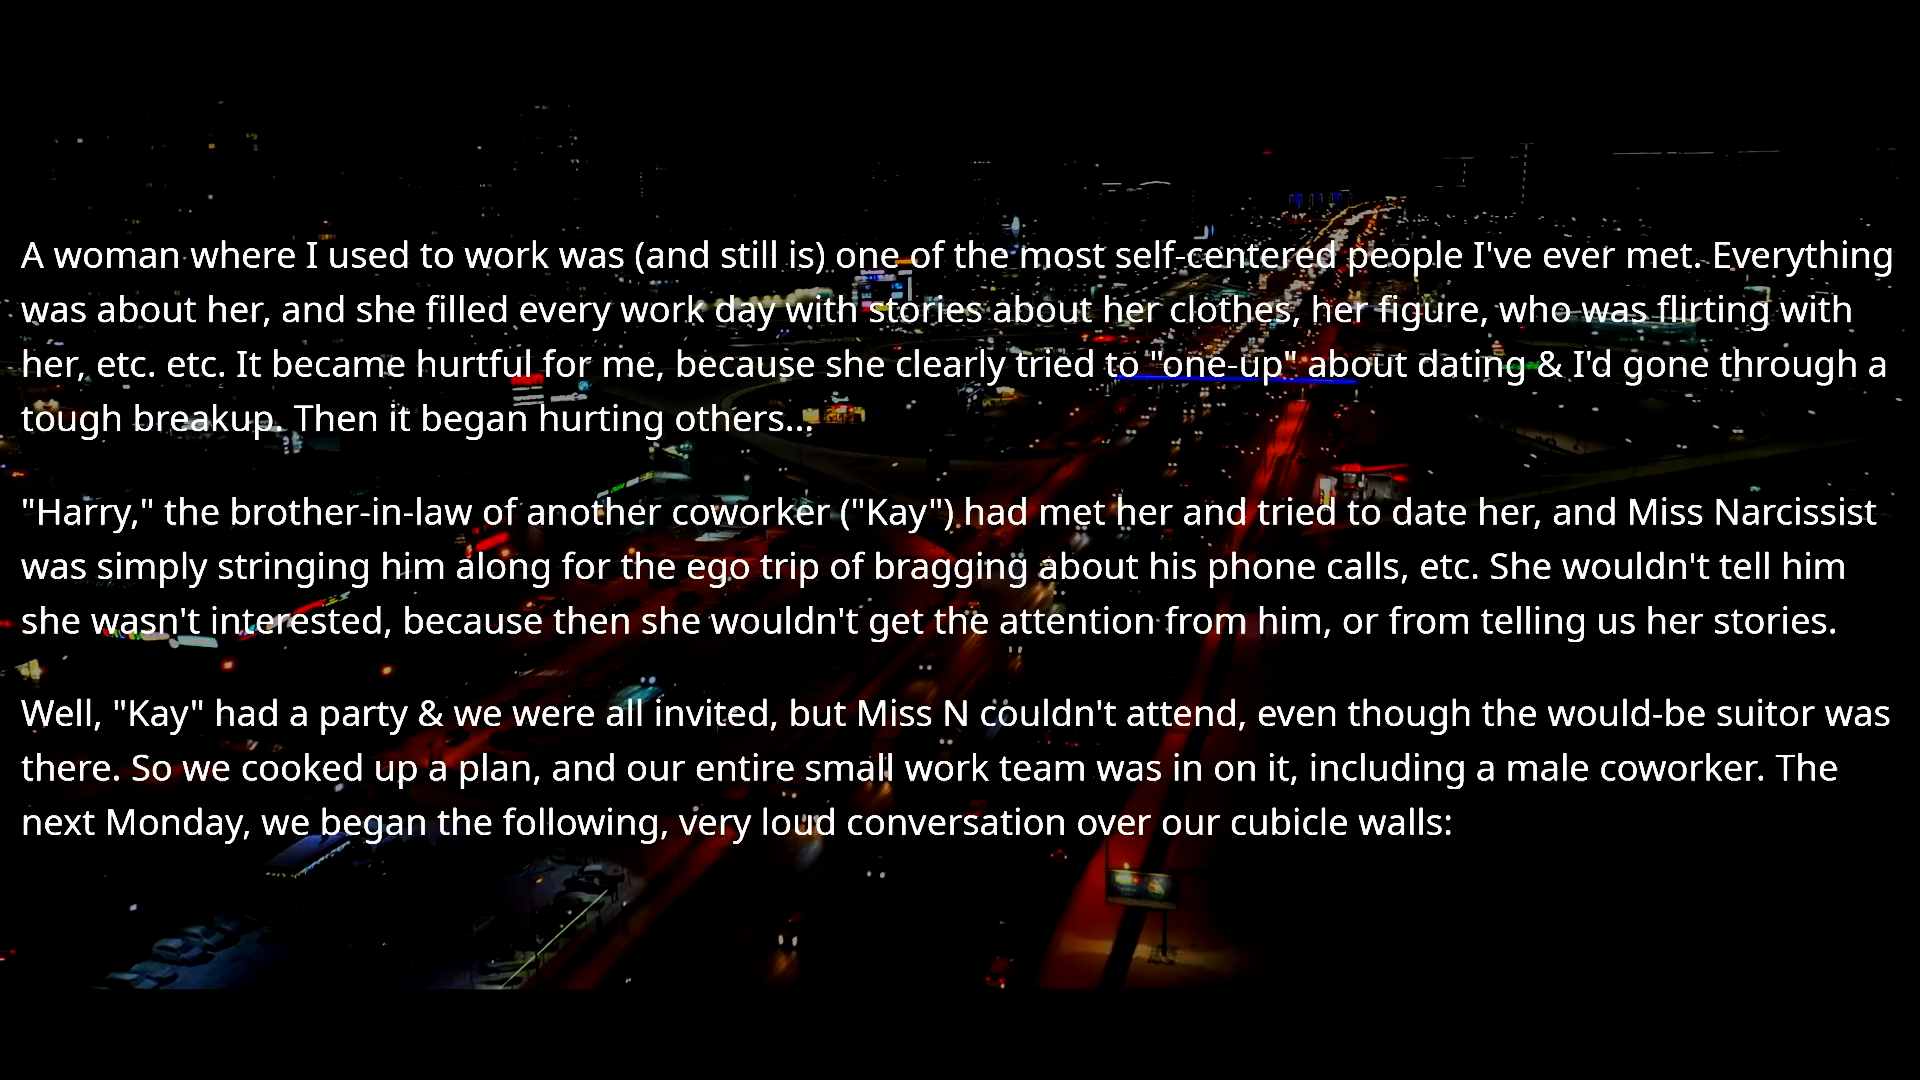 A woman where I used to work was (and still is) one of the most self-centered people I've ever met. Everything
was about her, and she filled every work day with stories about her clothes, her figure, who was flirting with
her, etc. etc. It became hurtful for me, because she clearly tried to "one-up" about dating & I'd gone through a
tough breakup. Then it began hurting others...
"Harry," the brother-in-law of another coworker ("Kay") had met her and tried to date her, and Miss Narcissist
was simply stringing him along for the ego trip of bragging about his phone calls, etc. She wouldn't tell him
she wasn't interested, because then she wouldn't get the attention from him, or from telling us her stories.
Well, "Kay" had a party & we were all invited, but Miss N couldn't attend, even though the would-be suitor was
there. So we cooked up a plan, and our entire small work team was in on it, including a male coworker. The
next Monday, we began the following, very loud conversation over our cubicle walls: